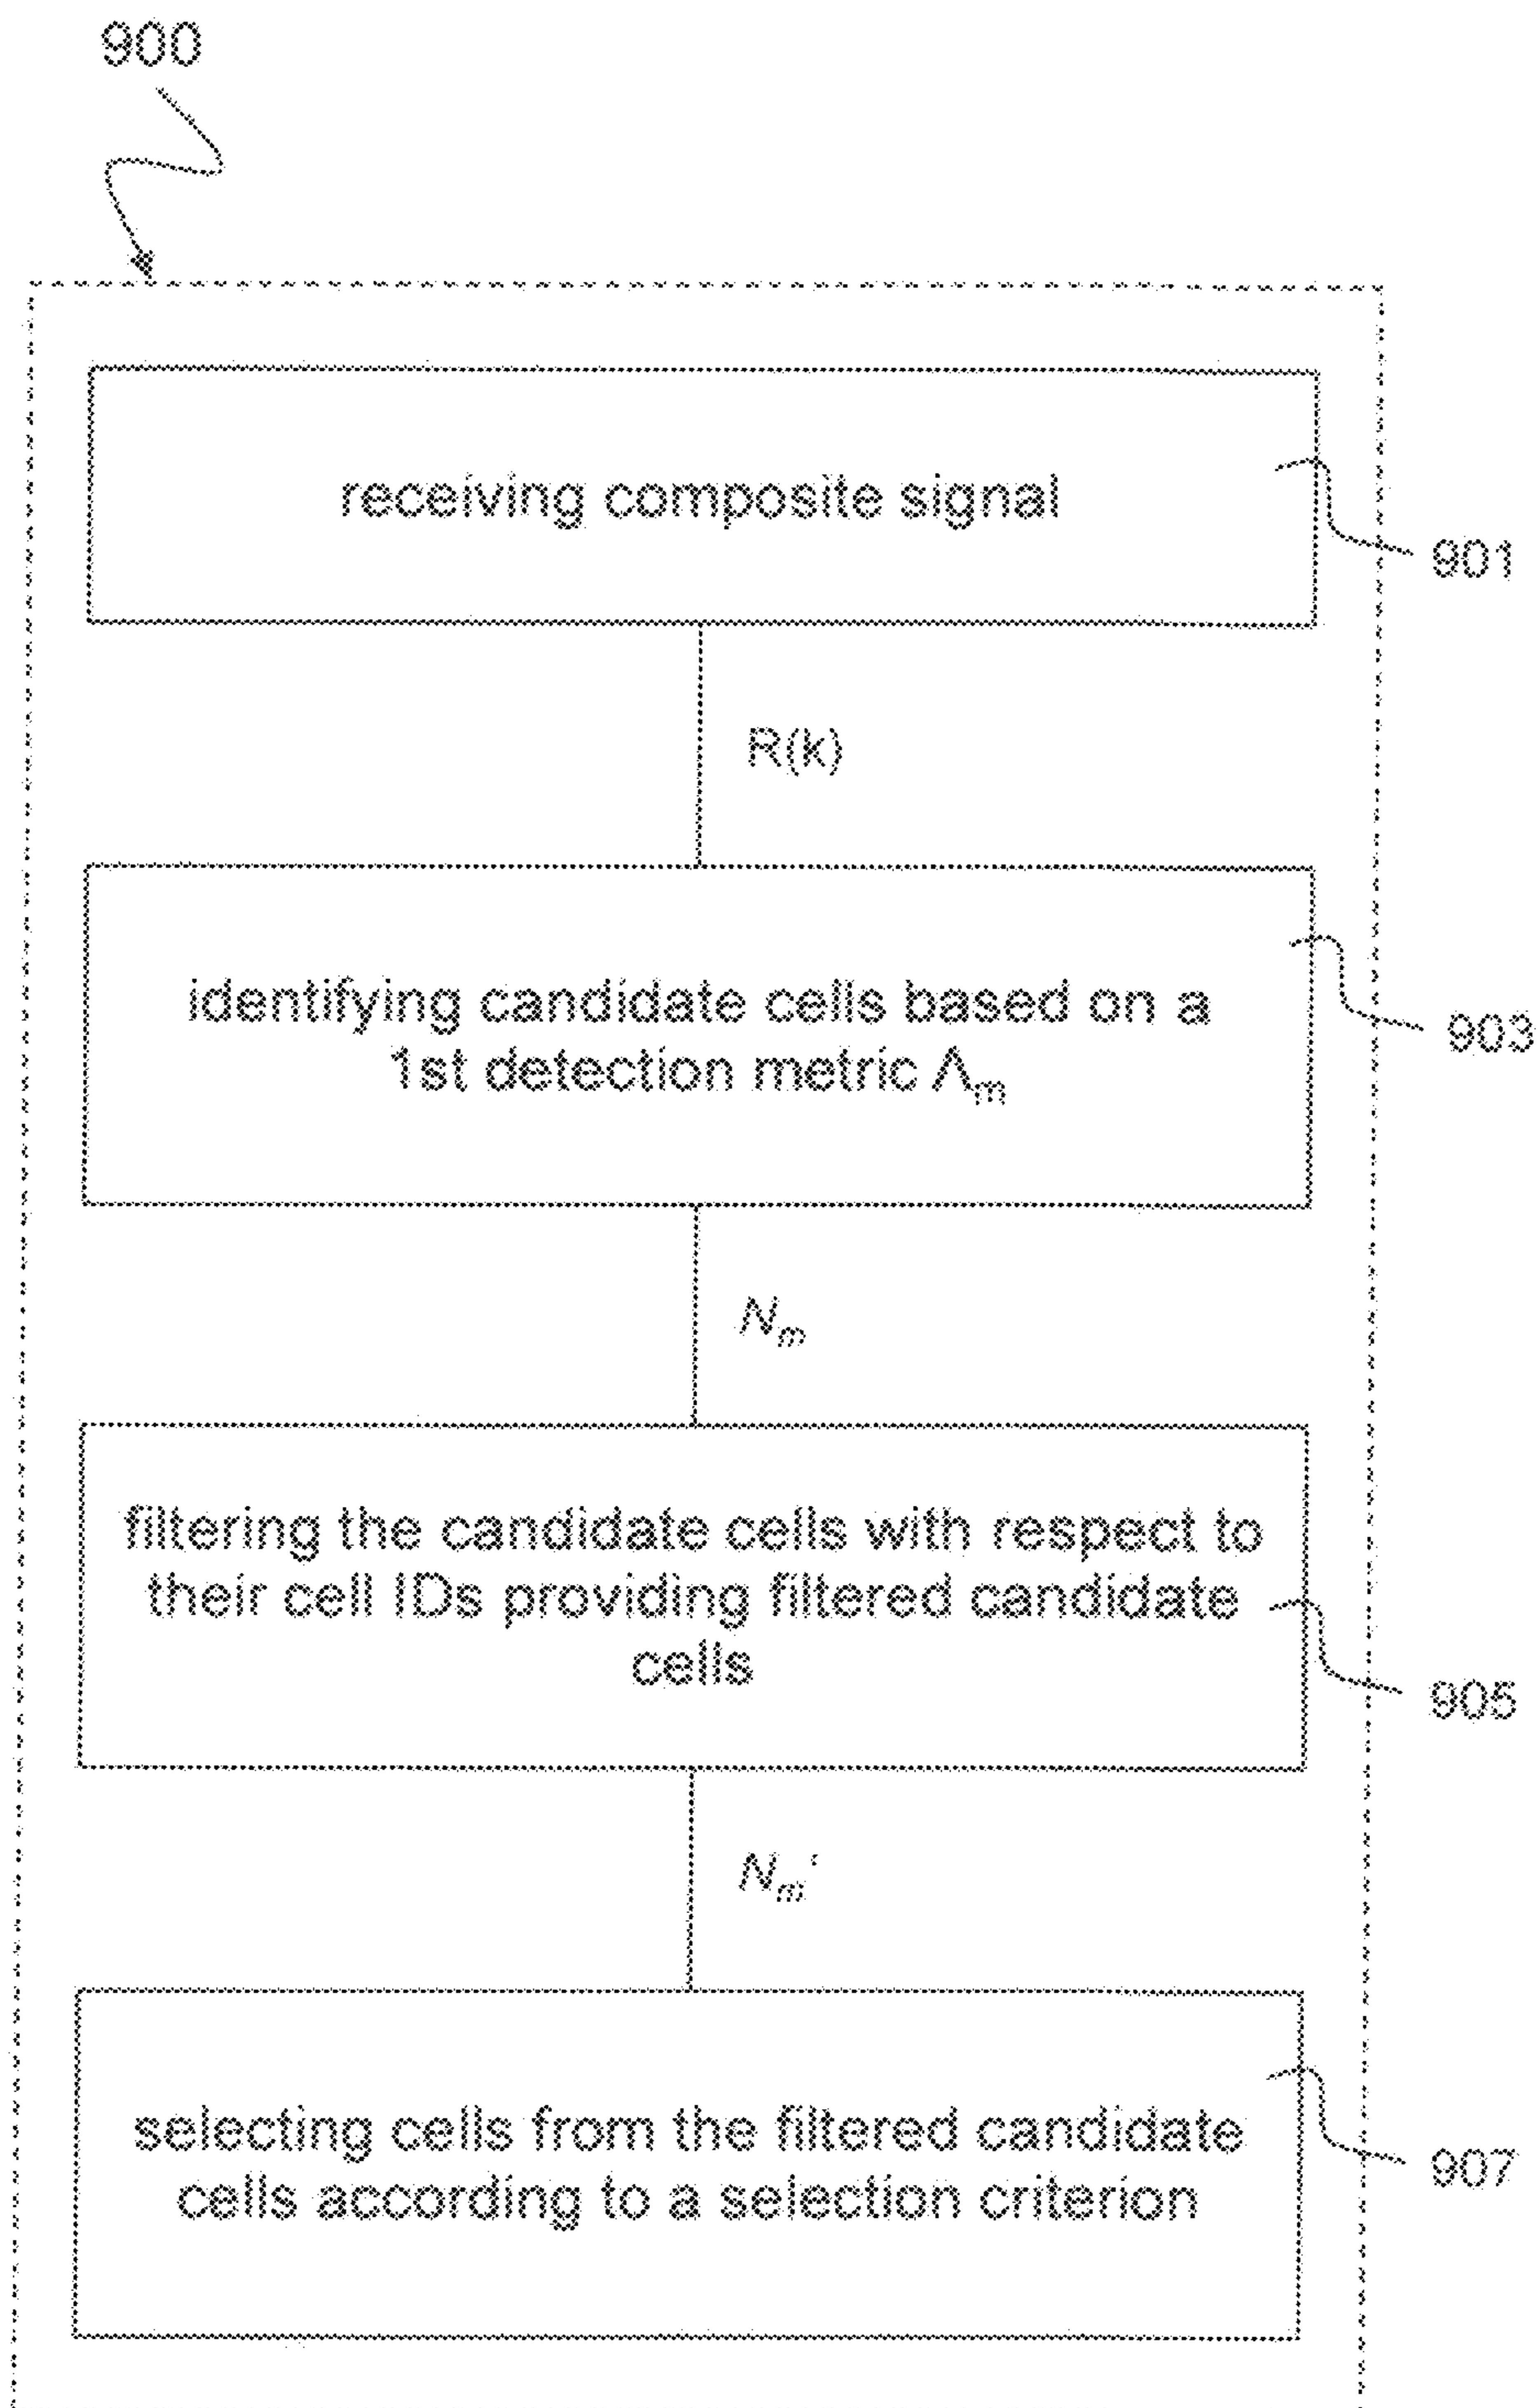 900
receiving composite signal
901
R(k)
identifying candidate cells based on a
1st detection metric Λm
903
Nm
filtering the candidate cells with respect to
their cell IDs providing filtered candidate
cells
905
Nm‘
selecting cells from the filtered candidate
cells according to a selection criterion
907